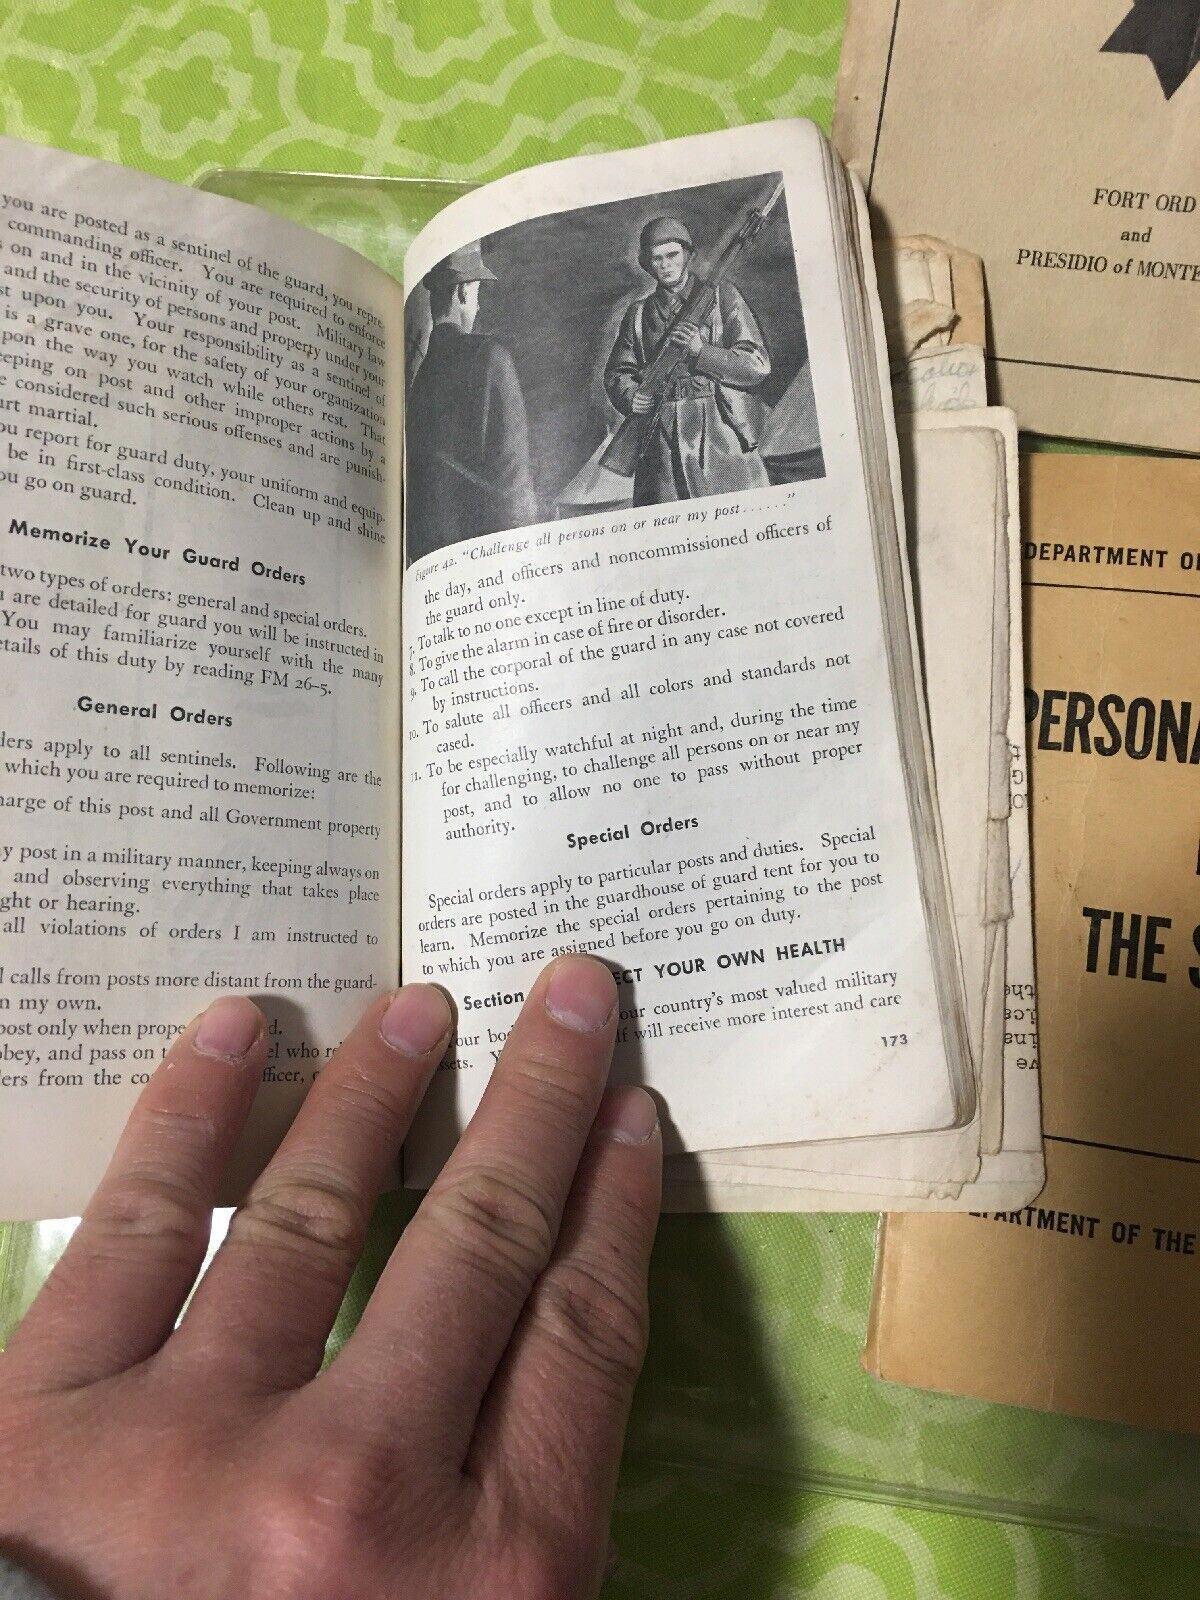 you are posted as a sentinel of the guard, you repre-
commanding officer. You are required to enforce
on and in the vicinity of your post. Military law
and the security of persons and property under your
upon you. Your responsibility as a sentinel of
is a grave one, for the safety of your organization
pon the way you watch while others rest. That
eeping on post and other improper actions by a
considered such serious offenses and are punish-
urt martial.
ou report for guard duty, your uniform and equip-
be in first-class condition. Clean up and shine
ou go on guard.
Memorize Your Guard Orders
two types of orders: general and special orders.
are detailed for guard you will be instructed in
You may familiarize yourself with the many
etails of this duty by reading FM 26-5.
General Orders
ders apply to all sentinels. Following are the
which you are required to memorize:
harge of this post and all Government property
y post in a military manner, keeping always on
and observing everything that takes place
ght or hearing.
all violations of orders I am instructed to
l calls from posts more distant from the guard-
n my own.
post only when prope d.
obey, and pass on t el who re
ders from the co fficer,
Figure 42. "Challenge all persons on or near my post......"
the day, and officers and noncommissioned officers of
the guard only.
7. To talk to no one except in line of duty.
8. To give the alarm in case of fire or disorder.
9. To call the corporal of the guard in any case not covered
by instructions.
10. To salute all officers and all colors and standards not
cased.
11. To be especially watchful at night and, during the time
for challenging, to challenge all persons on or near my
post, and to allow no one to pass without proper
authority.
Special Orders
Special orders apply to particular posts and duties. Special
orders are posted in the guardhouse of guard tent for you to
learn. Memorize the special orders pertaining to the post
to which you are assigned before you go on duty.
Section ECT YOUR OWN HEALTH
Your bod our country's most valued military
ssets. Y lf will receive more interest and care
173
FORT ORD
and
PRESIDIO of MONTE
DEPARTMENT O
PERSONA
THE S
EPARTMENT OF THE